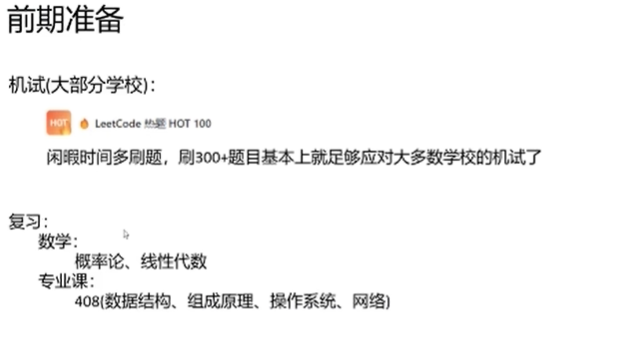 前期准备
机试(大部分学校)：
HOT LeetCode 热题 HOT 100
闲暇时间多刷题，刷300+题目基本上就足够应对大多数学校的机试了
复习：
数学：
概率论、线性代数
专业课：
408(数据结构、组成原理、操作系统、网络)